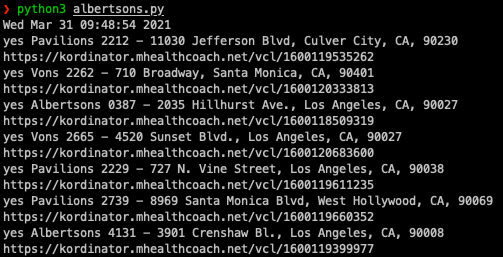 ❯ python3 albertsons.py
Wed Mar 31 09:48:54 2021
yes Pavilions 2212 – 11030 Jefferson Blvd, Culver City, CA, 90230
https://kordinator.mhealthcoach.net/vcl/1600119535262
yes Vons 2262 – 710 Broadway, Santa Monica, CA, 90401
https://kordinator.mhealthcoach.net/vcl/1600120333813
yes Albertsons 0387 – 2035 Hillhurst Ave., Los Angeles, CA, 90027
https://kordinator.mhealthcoach.net/vcl/1600118509319
yes Vons 2665 – 4520 Sunset Blvd., Los Angeles, CA, 90027
https://kordinator.mhealthcoach.net/vcl/1600120683600
yes Pavilions 2229 – 727 N. Vine Street, Los Angeles, CA, 90038
https://kordinator.mhealthcoach.net/vcl/1600119611235
yes Pavilions 2739 – 8969 Santa Monica Blvd, West Hollywood, CA, 90069
https://kordinator.mhealthcoach.net/vcl/1600119660352
yes Albertsons 4131 – 3901 Crenshaw Bl., Los Angeles, CA, 90008
https://kordinator.mhealthcoach.net/vcl/1600119399977